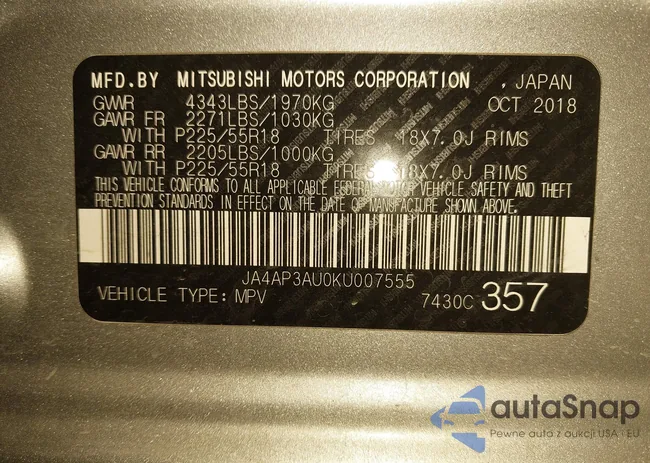 MFD.BY MITSUBISHI MOTORS CORPORATION , JAPAN
GVWR 4343LBS/1970KG OCT 2018
GAWR FR 2271LBS/1030KG
WITH P225/55R18 TIRES 18X7.0J RIMS
GAWR RR 2205LBS/1000KG
WITH P225/55R18 TIRES 18X7.0J RIMS
THIS VEHICLE CONFORMS TO ALL APPLICABLE FEDERAL MOTOR VEHICLE SAFETY AND THEFT
PREVENTION STANDARDS IN EFFECT ON THE DATE OF MANUFACTURE SHOWN ABOVE.
JA4AP3AU0KU007555
VEHICLE TYPE: MPV 7430C 357
autaSnap
Pewne auta z aukcji USA i EU